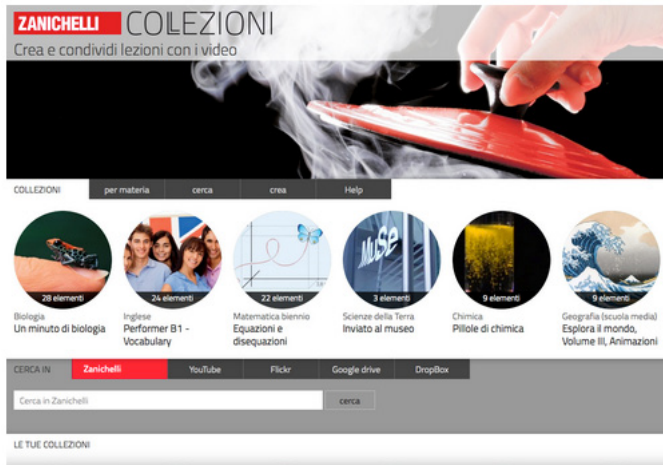 ZANICHELLI COLLEZIONI
Crea e condividi lezioni con i video
COLLEZIONI per materia cerca crea Help
MUSe
28 elementi 24 elementi 22 elementi 3 elementi 9 elementi 9 elementi
Biologia Inglese Matematica biennio Scienze della Terra Chimica Geografia (scuola media)
Un minuto di biologia Performer B1 - Equazioni e Inviato al museo Pillole di chimica Esplora il mondo,
Vocabulary disequazioni Volume III, Animazioni
CERCA IN Zanichelli YouTube Flickr Google drive DropBox
Cerca in Zanichelli cerca
LE TUE COLLEZIONI